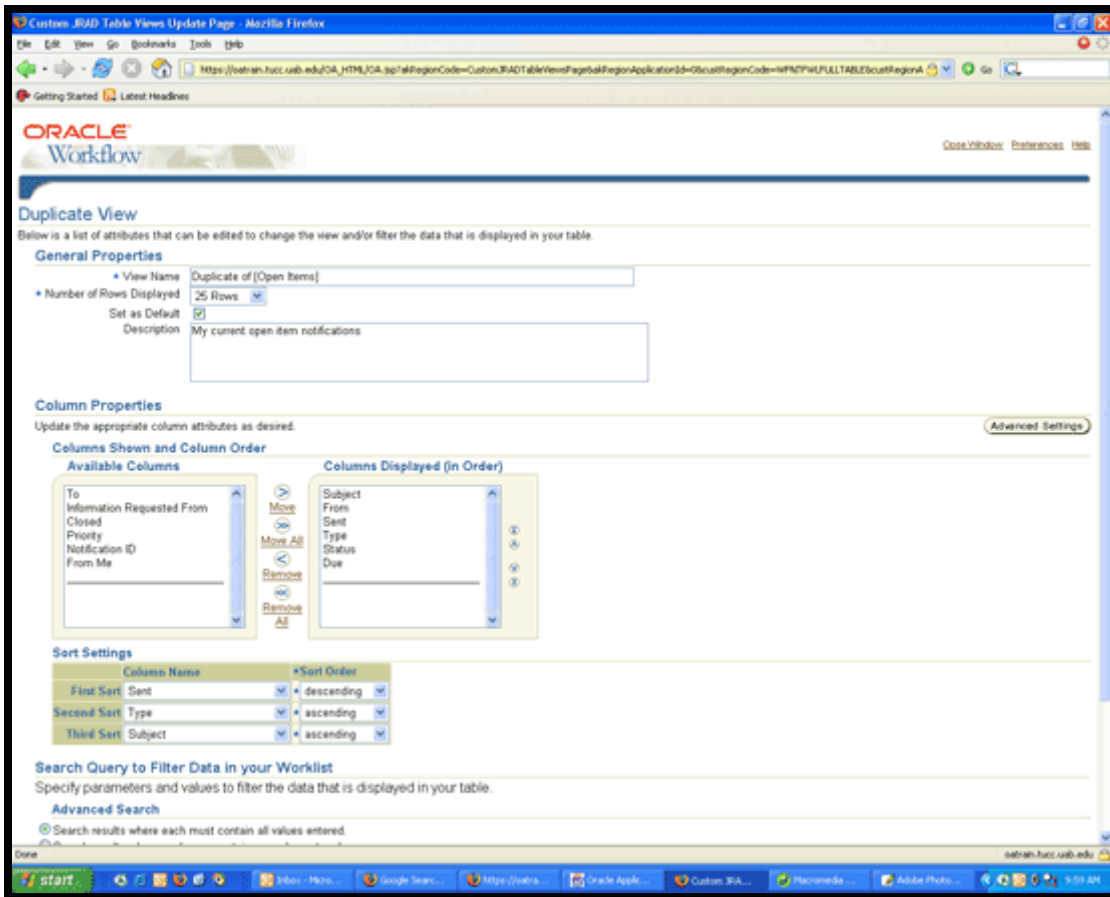 Custom JRAD Table Views Update Page - Mozilla Firefox
File Edit View Go Bookmarks Tools Help
Go
Getting Started Latest Headlines
ORACLE
Workflow
Close Window Preferences Help
Duplicate View
Below is a list of attributes that can be edited to change the view and/or filter the data that is displayed in your table.
General Properties
* View Name Duplicate of [Open Items]
* Number of Rows Displayed 25 Rows
Set as Default
Description My current open item notifications
Column Properties
Update the appropriate column attributes as desired.
Advanced Settings
Columns Shown and Column Order
Available Columns
To
Information Requested From
Closed
Priority
Notification ID
From Me
Move
Move All
Remove
Remove
All
Columns Displayed (in Order)
Subject
From
Sent
Type
Status
Due
Sort Settings
Column Name *Sort Order
First Sort Sent * descending
Second Sort Type * ascending
Third Sort Subject * ascending
Search Query to Filter Data in your Worklist
Specify parameters and values to filter the data that is displayed in your table.
Advanced Search
Search results where each must contain all values entered.
Done
oatrain.tucc.uab.edu
start
Inbox - Micro...
Google Searc...
https://oatra...
Oracle Applic...
Custom JRA...
Macromedia ...
Adobe Photo...
9:59 AM